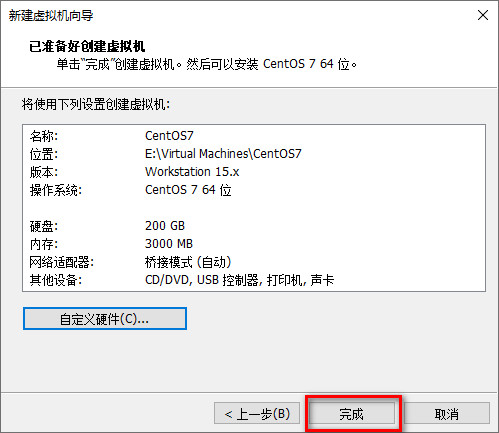 新建虚拟机向导
已准备好创建虚拟机
单击“完成”创建虚拟机。然后可以安装 CentOS 7 64 位。
将使用下列设置创建虚拟机:
名称: CentOS7
位置: E:\Virtual Machines\CentOS7
版本: Workstation 15.x
操作系统: CentOS 7 64 位
硬盘: 200 GB
内存: 3000 MB
网络适配器: 桥接模式 (自动)
其他设备: CD/DVD, USB 控制器, 打印机, 声卡
自定义硬件(C)...
< 上一步(B) 完成 取消